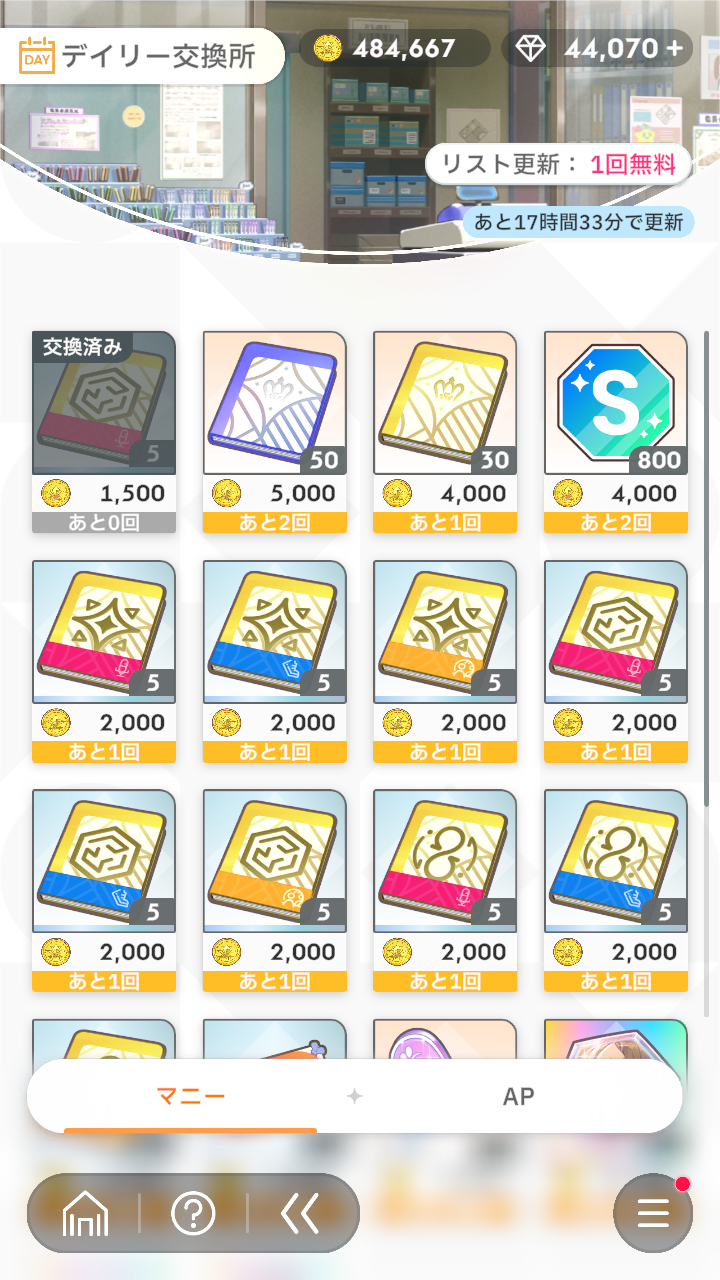 DAY デイリー交換所
484,667
44,070 +
リスト更新： 1回無料
あと17時間33分で更新
交換済み
5 50 30 S 800
1,500 5,000 4,000 4,000
あと0回 あと2回 あと1回 あと2回
5 5 5 5
2,000 2,000 2,000 2,000
あと1回 あと1回 あと1回 あと1回
5 5 5 5
2,000 2,000 2,000 2,000
あと1回 あと1回 あと1回 あと1回
マニー AP
?